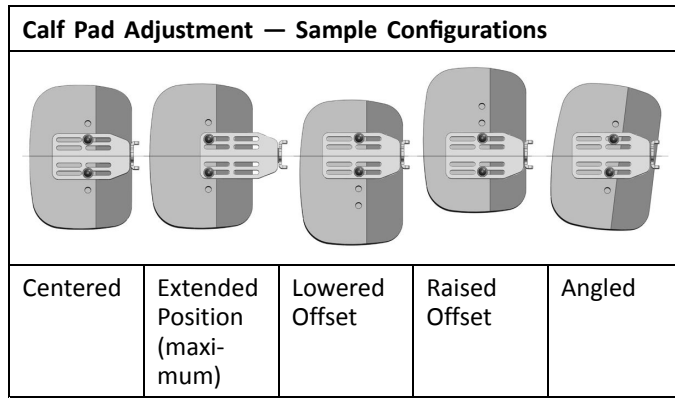 Calf Pad Adjustment — Sample Configurations
Centered
Extended
Position
(maxi-
mum)
Lowered
Offset
Raised
Offset
Angled